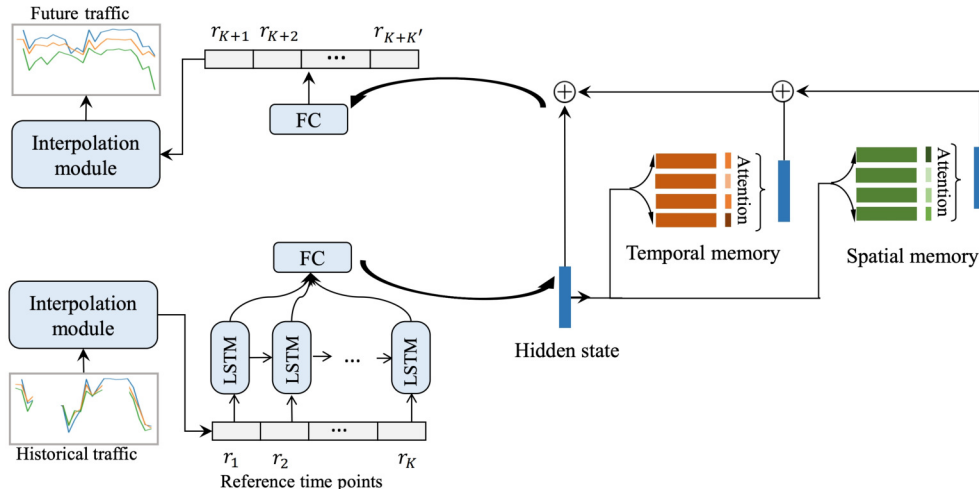 Future traffic
r_{K+1} r_{K+2} ... r_{K+K'}
FC
Interpolation
module
+ +
Attention
Attention
Temporal memory
Spatial memory
FC
Interpolation
module
LSTM LSTM ... LSTM
Hidden state
Historical traffic
...
r_1 r_2 r_K
Reference time points